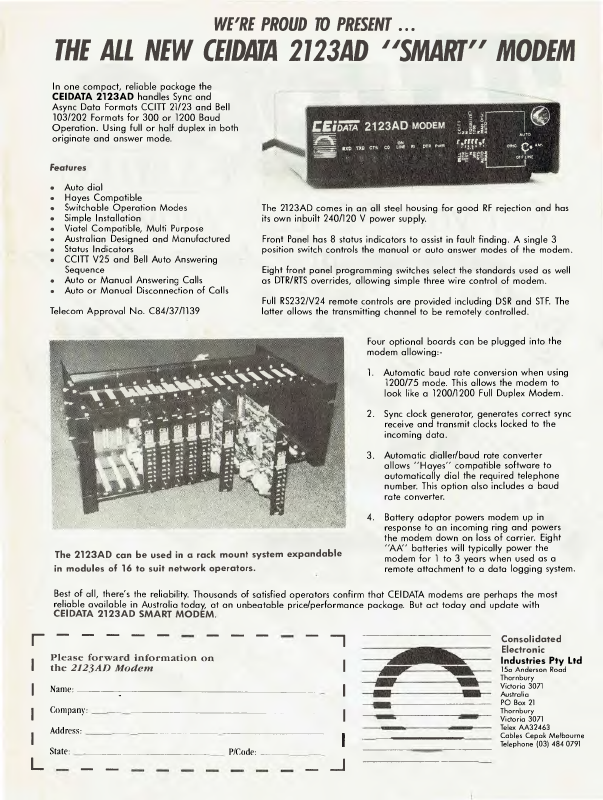 WE'RE PROUD TO PRESENT ...
THE ALL NEW CEIDATA 2123AD "SMART" MODEM
In one compact, reliable package the
CEIDATA 2123AD handles Sync and
Async Data Formats CCITT 21/23 and Bell
103/202 Formats for 300 or 1200 Baud
Operation. Using full or half duplex in both
originate and answer mode.
Features
• Auto dial
• Hayes Compatible
• Switchable Operation Modes
• Simple Installation
• Viatel Compatible, Multi Purpose
• Australian Designed and Manufactured
• Status Indicators
• CCITT V25 and Bell Auto Answering
Sequence
• Auto or Manual Answering Calls
• Auto or Manual Disconnection of Calls
Telecom Approval No. C84/37/1139
CEIDATA 2123AD MODEM
RXD TXD CTS CD ON LINE RI DTR PWR
AUTO
ORIG ANS
OFF LINE
The 2123AD comes in an all steel housing for good RF rejection and has
its own inbuilt 240/120 V power supply.
Front Panel has 8 status indicators to assist in fault finding. A single 3
position switch controls the manual or auto answer modes of the modem.
Eight front panel programming switches select the standards used as well
as DTR/RTS overrides, allowing simple three wire control of modem.
Full RS232/V24 remote controls are provided including DSR and STF. The
latter allows the transmitting channel to be remotely controlled.
Four optional boards can be plugged into the
modem allowing:-
1. Automatic baud rate conversion when using
1200/75 mode. This allows the modem to
look like a 1200/1200 Full Duplex Modem.
2. Sync clock generator, generates correct sync
receive and transmit clocks locked to the
incoming data.
3. Automatic dialler/baud rate converter
allows "Hayes" compatible software to
automatically dial the required telephone
number. This option also includes a baud
rate converter.
4. Battery adaptor powers modem up in
response to an incoming ring and powers
the modem down on loss of carrier. Eight
"AA" batteries will typically power the
modem for 1 to 3 years when used as a
remote attachment to a data logging system.
The 2123AD can be used in a rack mount system expandable
in modules of 16 to suit network operators.
Best of all, there's the reliability. Thousands of satisfied operators confirm that CEIDATA modems are perhaps the most
reliable available in Australia today, at an unbeatable price/performance package. But act today and update with
CEIDATA 2123AD SMART MODEM.
Please forward information on
the 2123AD Modem
Name:
Company:
Address:
State: P/Code:
Consolidated
Electronic
Industries Pty Ltd
15a Anderson Road
Thornbury
Victoria 3071
Australia
PO Box 21
Thornbury
Victoria 3071
Telex AA32463
Cables Cepak Melbourne
Telephone (03) 484 0791